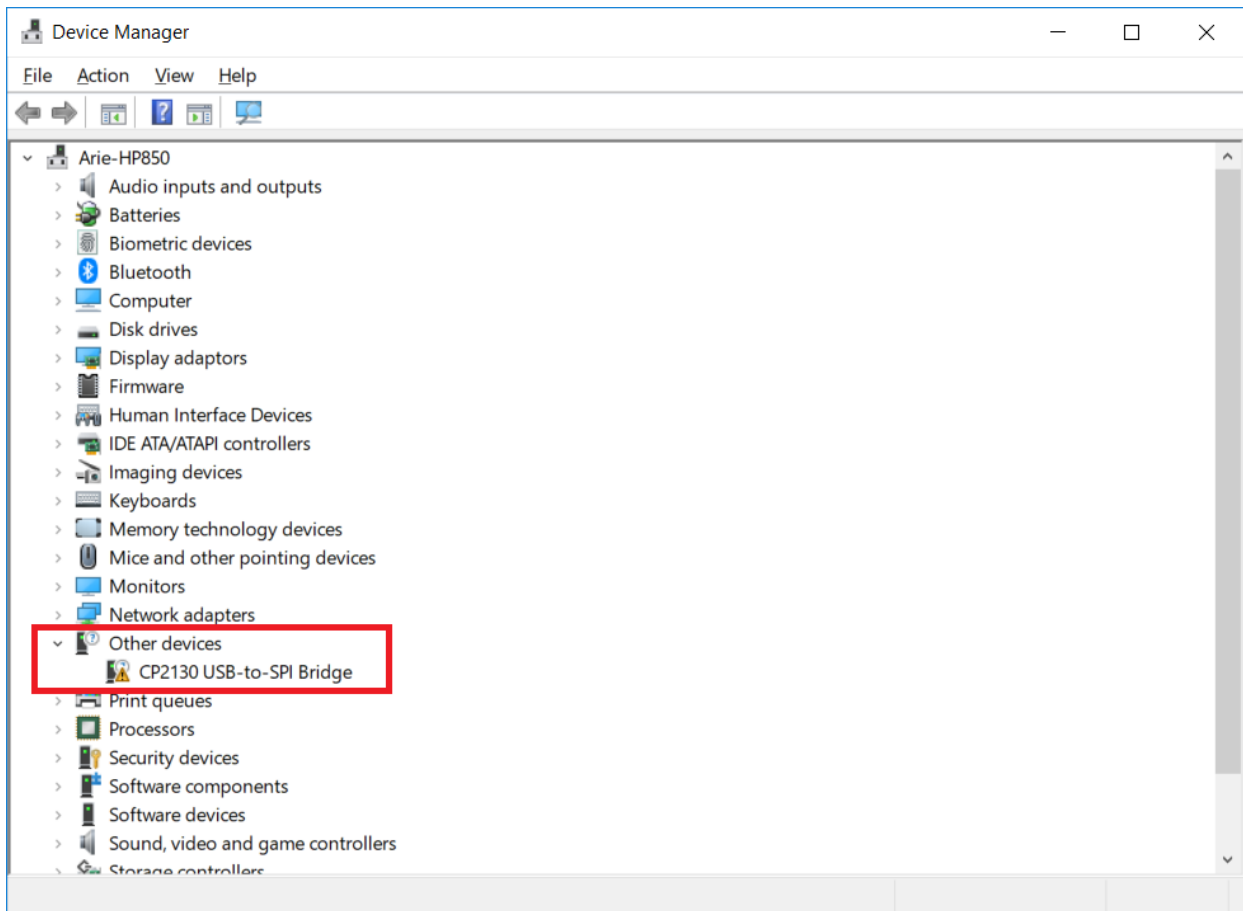 Device Manager
File Action View Help
Arie-HP850
Audio inputs and outputs
Batteries
Biometric devices
Bluetooth
Computer
Disk drives
Display adaptors
Firmware
Human Interface Devices
IDE ATA/ATAPI controllers
Imaging devices
Keyboards
Memory technology devices
Mice and other pointing devices
Monitors
Network adapters
Other devices
CP2130 USB-to-SPI Bridge
Print queues
Processors
Security devices
Software components
Software devices
Sound, video and game controllers
Storage controllers